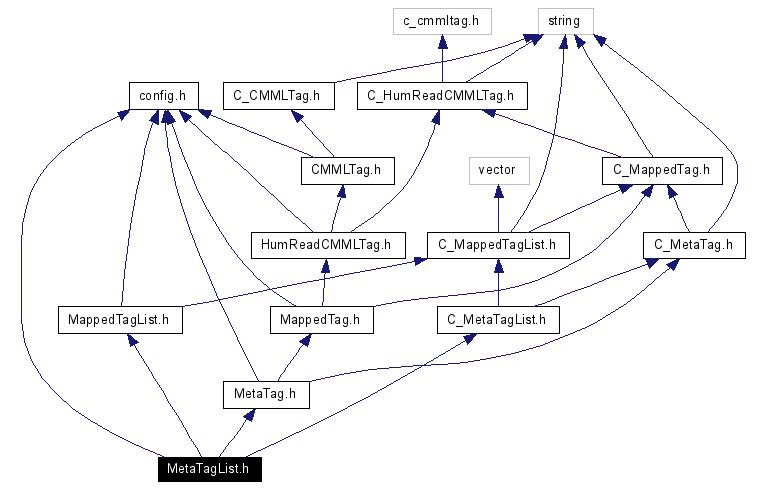 c_cmmltag.h
string
config.h
C_CMMLTag.h
C_HumReadCMMLTag.h
CMMLTag.h
vector
C_MappedTag.h
HumReadCMMLTag.h
C_MappedTagList.h
C_MetaTag.h
MappedTagList.h
MappedTag.h
C_MetaTagList.h
MetaTag.h
MetaTagList.h